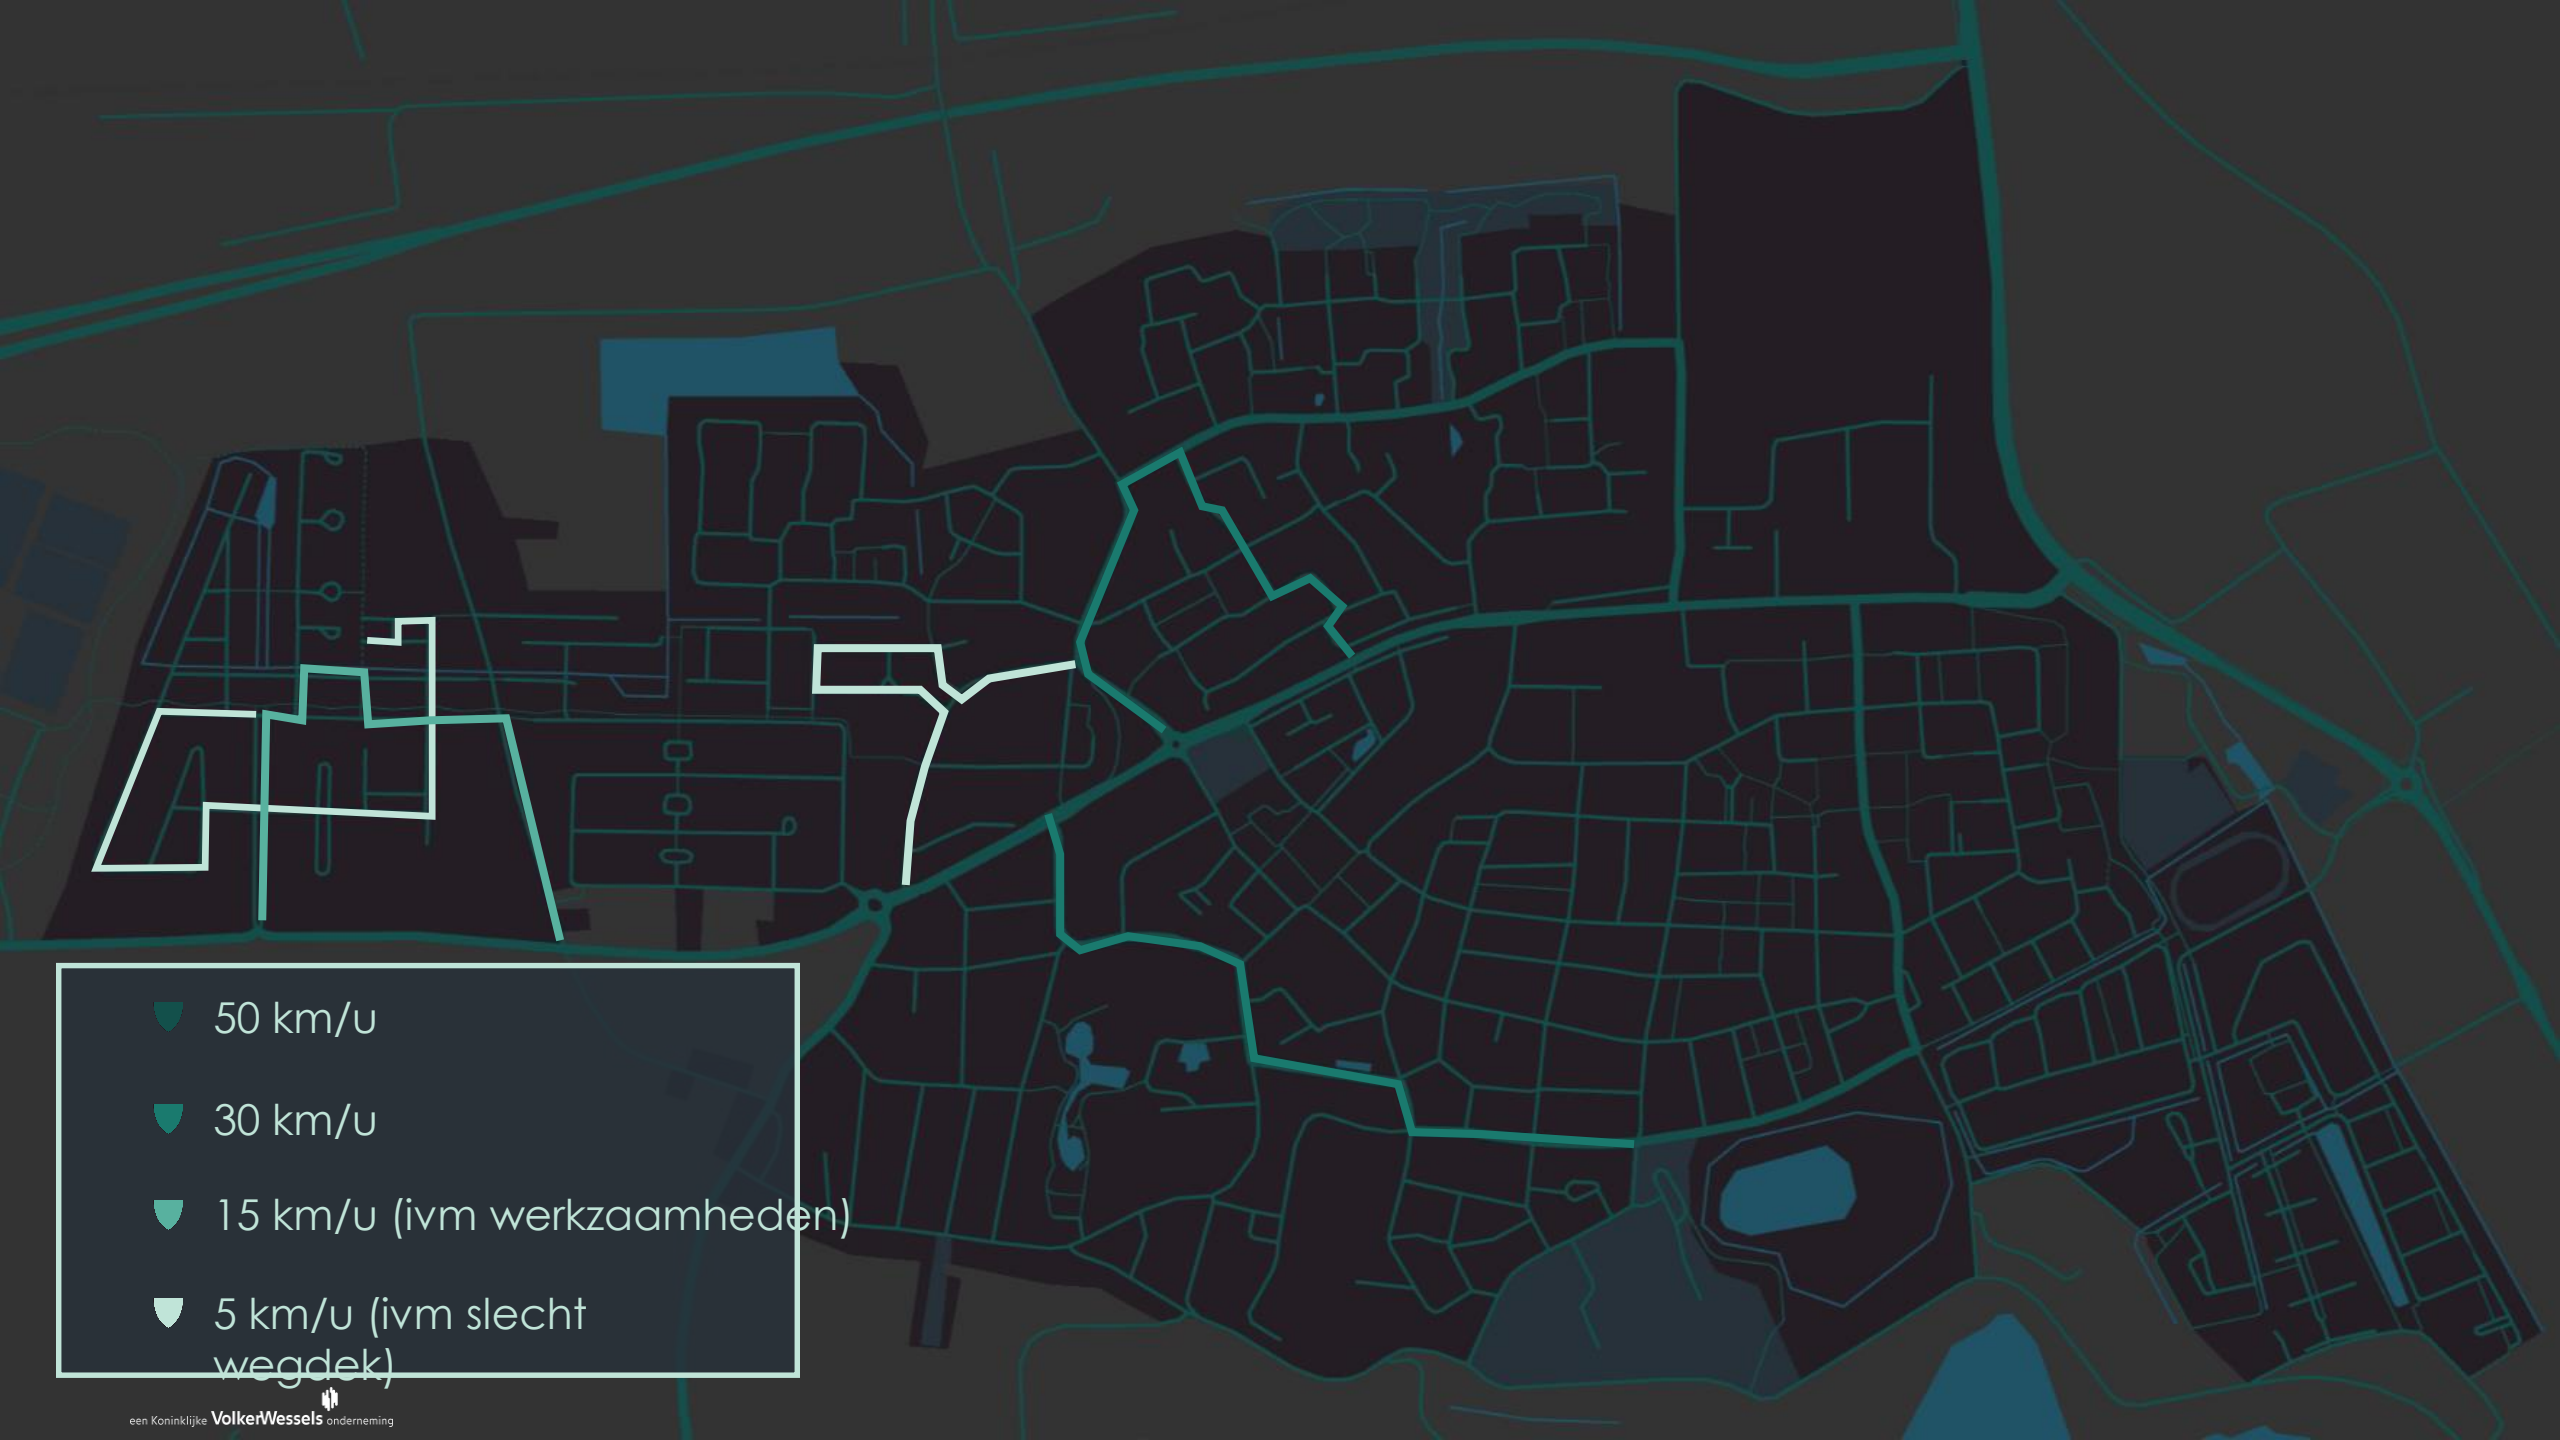 50 km/u
30 km/u
15 km/u (ivm werkzaamheden)
5 km/u (ivm slecht
wegdek)
een Koninklijke VolkerWessels onderneming